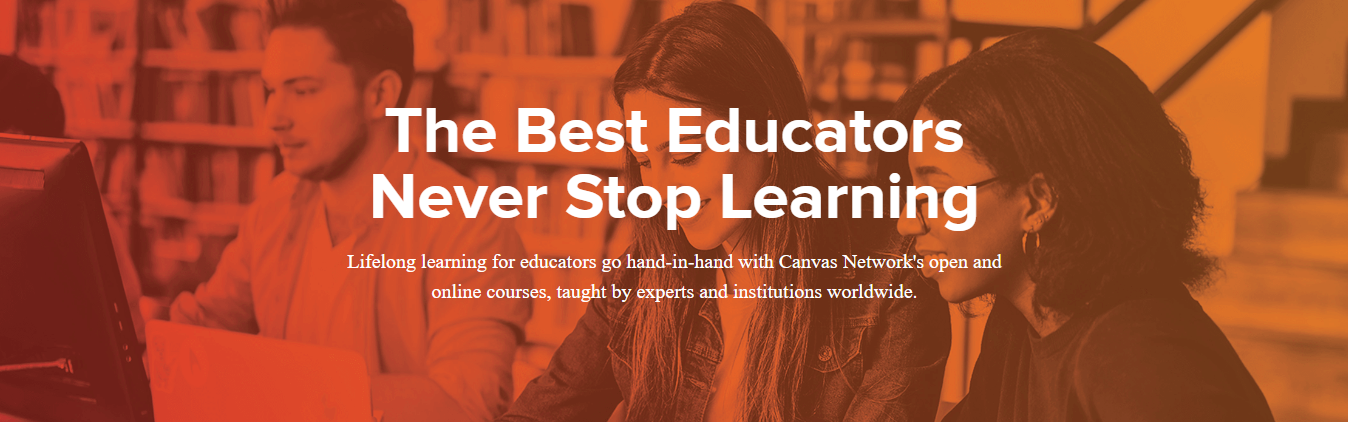 The Best Educators
Never Stop Learning
Lifelong learning for educators go hand-in-hand with Canvas Network's open and
online courses, taught by experts and institutions worldwide.